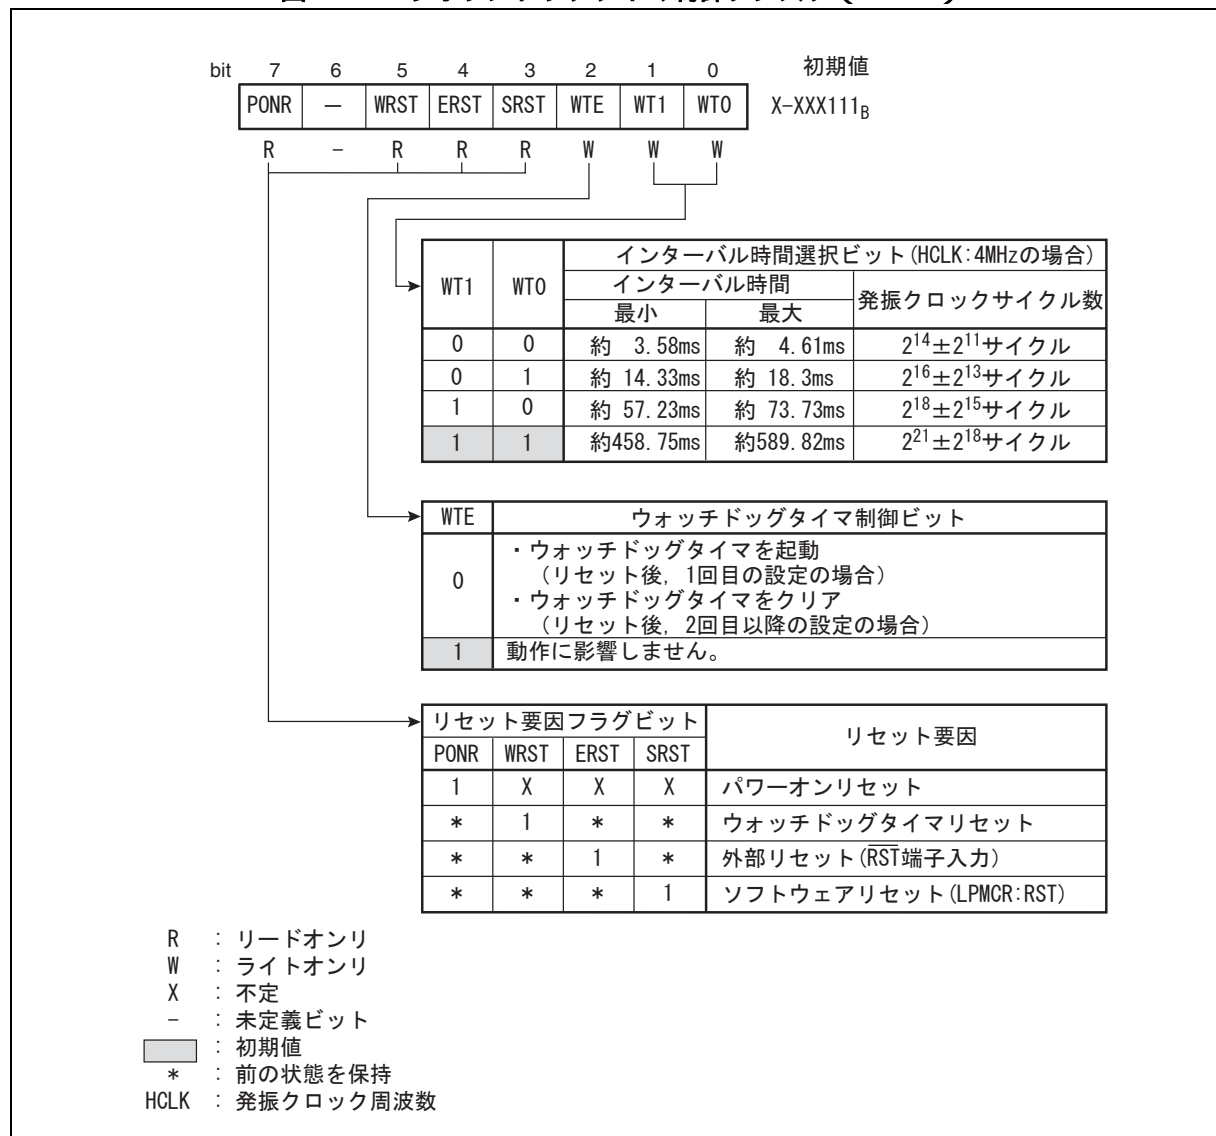 bit 7 6 5 4 3 2 1 0 初期値
PONR — WRST ERST SRST WTE WT1 WT0 X-XXX111B
R - R R R W W W
WT1 WT0 インターバル時間選択ビット(HCLK:4MHzの場合)
インターバル時間 発振クロックサイクル数
最小 最大
0 0 約 3.58ms 約 4.61ms 2^14±2^11サイクル
0 1 約 14.33ms 約 18.3ms 2^16±2^13サイクル
1 0 約 57.23ms 約 73.73ms 2^18±2^15サイクル
1 1 約458.75ms 約589.82ms 2^21±2^18サイクル
WTE ウォッチドッグタイマ制御ビット
0 ・ウォッチドッグタイマを起動
(リセット後, 1回目の設定の場合)
・ウォッチドッグタイマをクリア
(リセット後, 2回目以降の設定の場合)
1 動作に影響しません。
リセット要因フラグビット リセット要因
PONR WRST ERST SRST
1 X X X パワーオンリセット
* 1 * * ウォッチドッグタイマリセット
* * 1 * 外部リセット(RST端子入力)
* * * 1 ソフトウェアリセット(LPMCR:RST)
R : リードオンリ
W : ライトオンリ
X : 不定
- : 未定義ビット
: 初期値
* : 前の状態を保持
HCLK : 発振クロック周波数